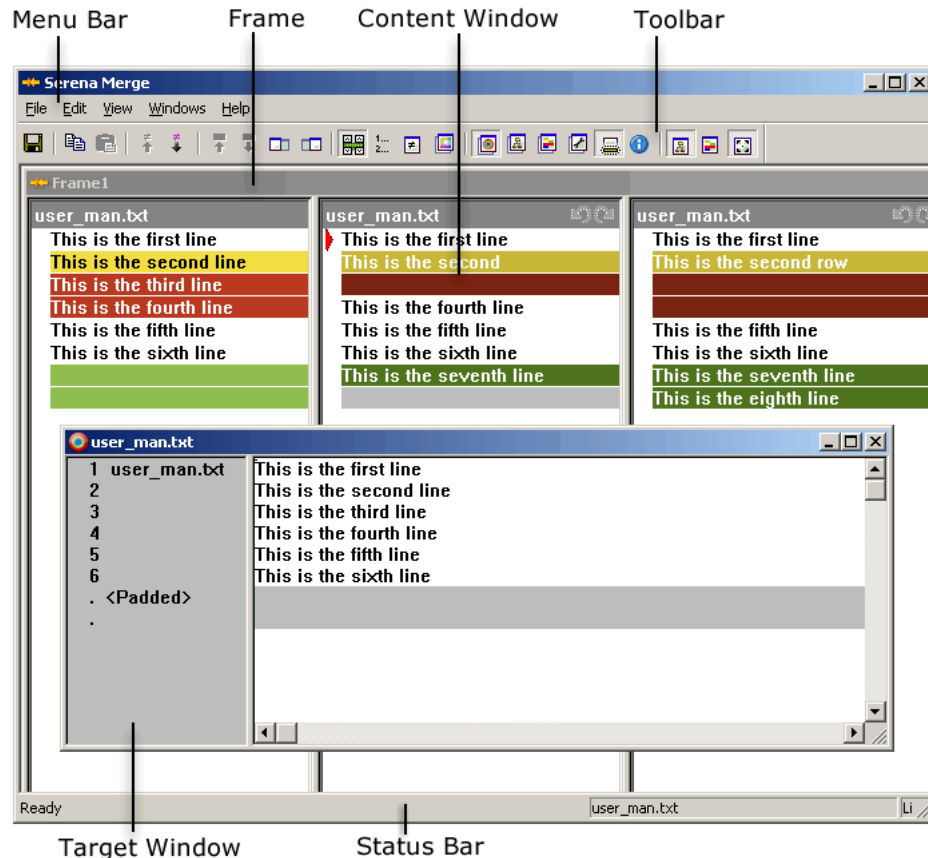 Menu Bar Frame Content Window Toolbar
Serena Merge
File Edit View Windows Help
1... 2...
Frame1
user_man.txt
This is the first line
This is the second line
This is the third line
This is the fourth line
This is the fifth line
This is the sixth line
user_man.txt
This is the first line
This is the second
This is the fourth line
This is the fifth line
This is the sixth line
This is the seventh line
user_man.txt
This is the first line
This is the second row
This is the fifth line
This is the sixth line
This is the seventh line
This is the eighth line
user_man.txt
1 user_man.txt This is the first line
2 This is the second line
3 This is the third line
4 This is the fourth line
5 This is the fifth line
6 This is the sixth line
. <Padded>
.
Ready user_man.txt Li
Target Window Status Bar